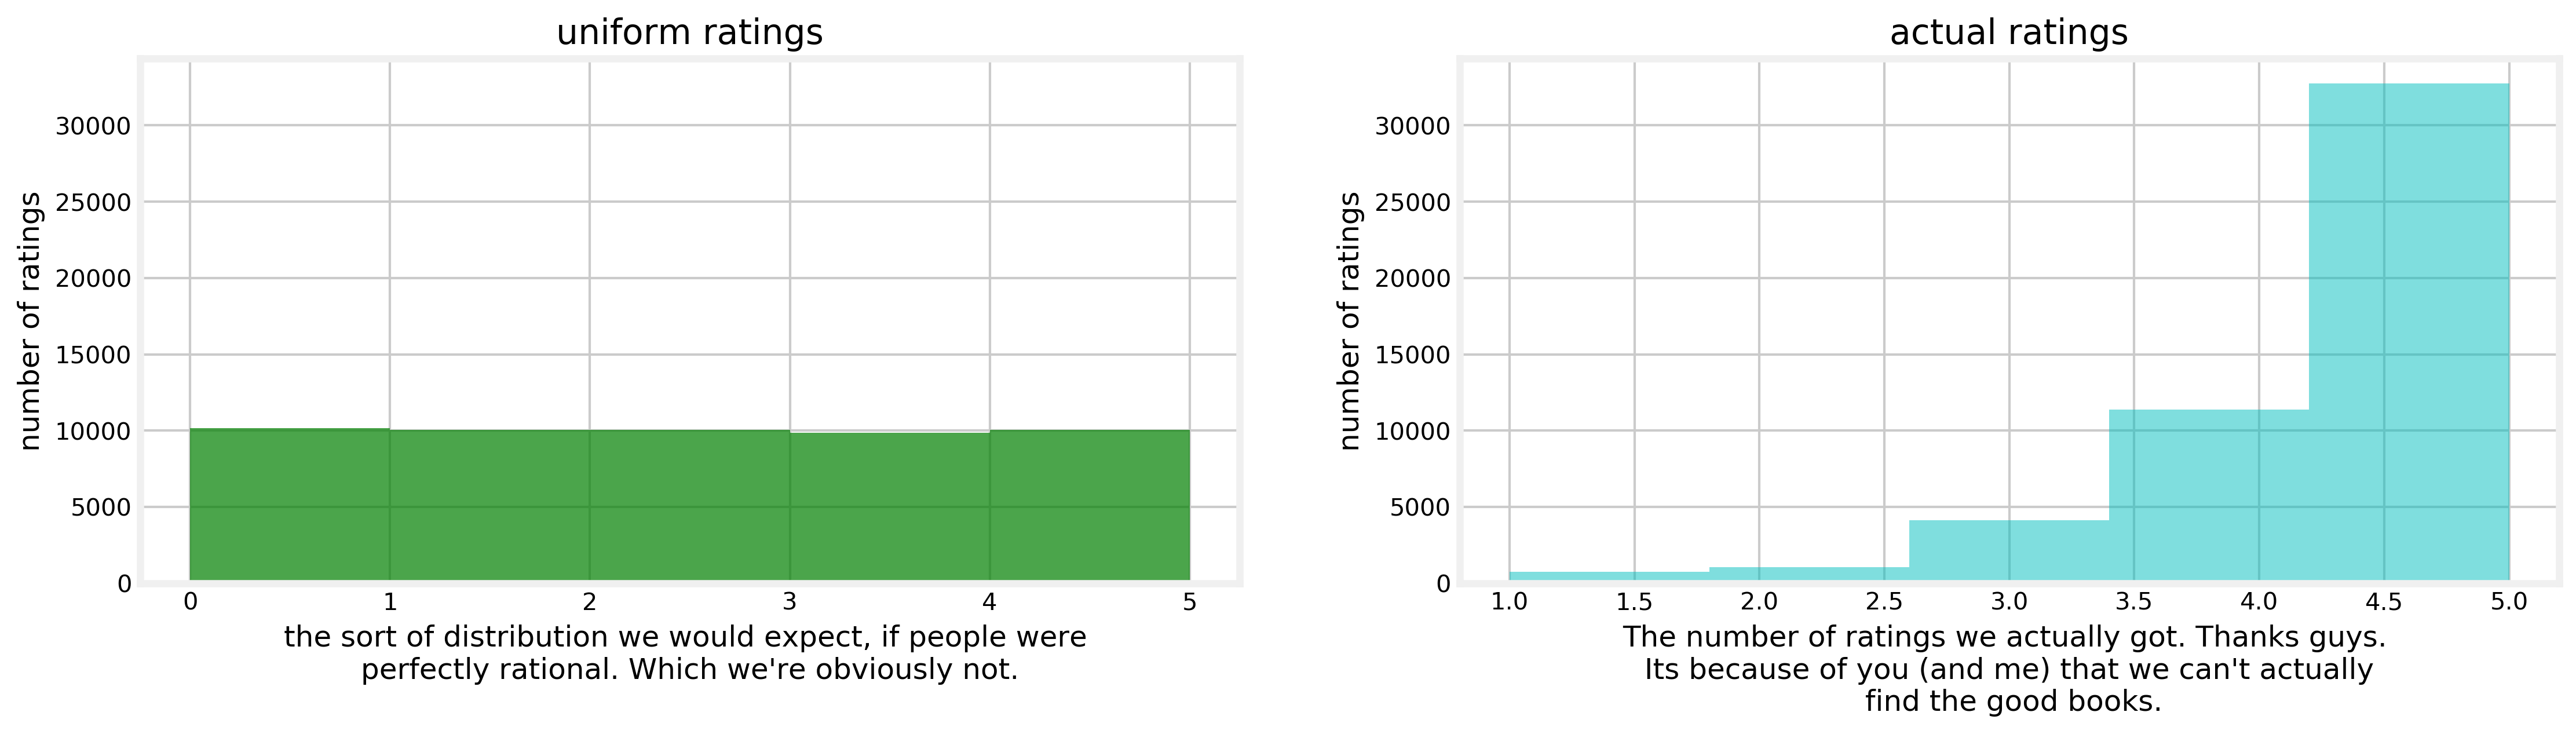 uniform ratings
number of ratings
30000
25000
20000
15000
10000
5000
0
0 1 2 3 4 5
the sort of distribution we would expect, if people were
perfectly rational. Which we're obviously not.
actual ratings
number of ratings
30000
25000
20000
15000
10000
5000
0
1.0 1.5 2.0 2.5 3.0 3.5 4.0 4.5 5.0
The number of ratings we actually got. Thanks guys.
Its because of you (and me) that we can't actually
find the good books.